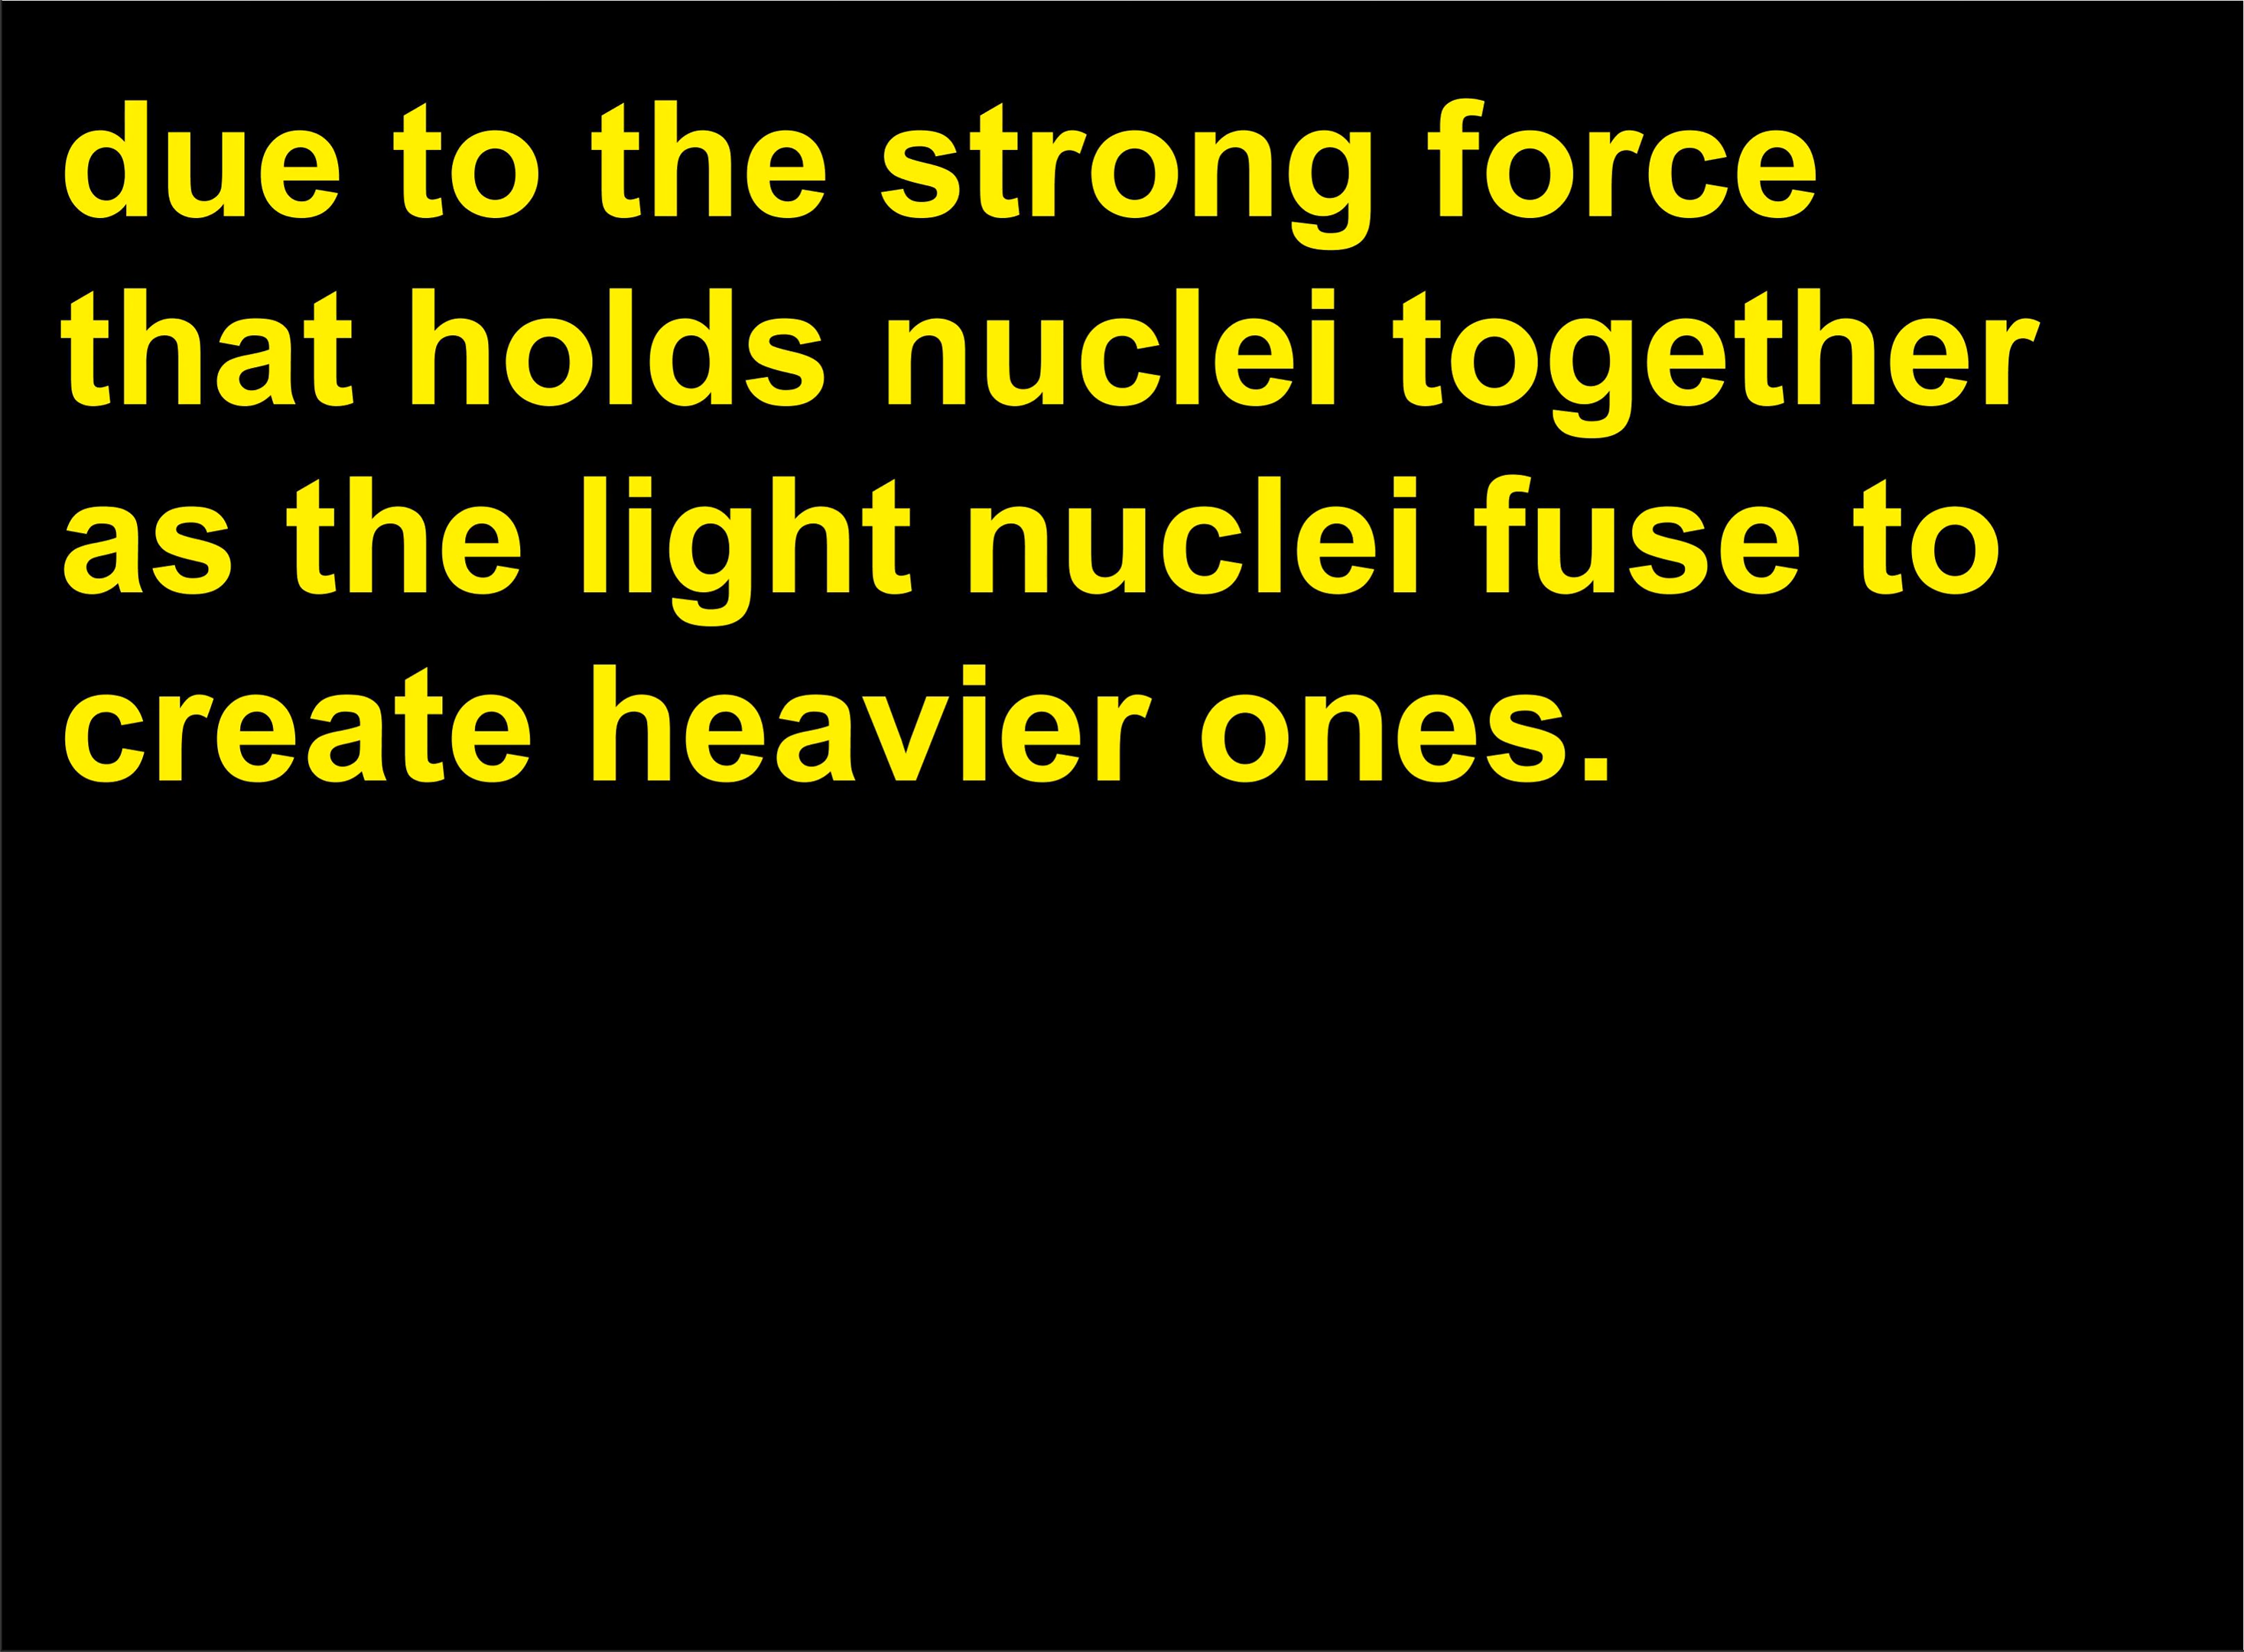 due to the strong force
that holds nuclei together
as the light nuclei fuse to
create heavier ones.